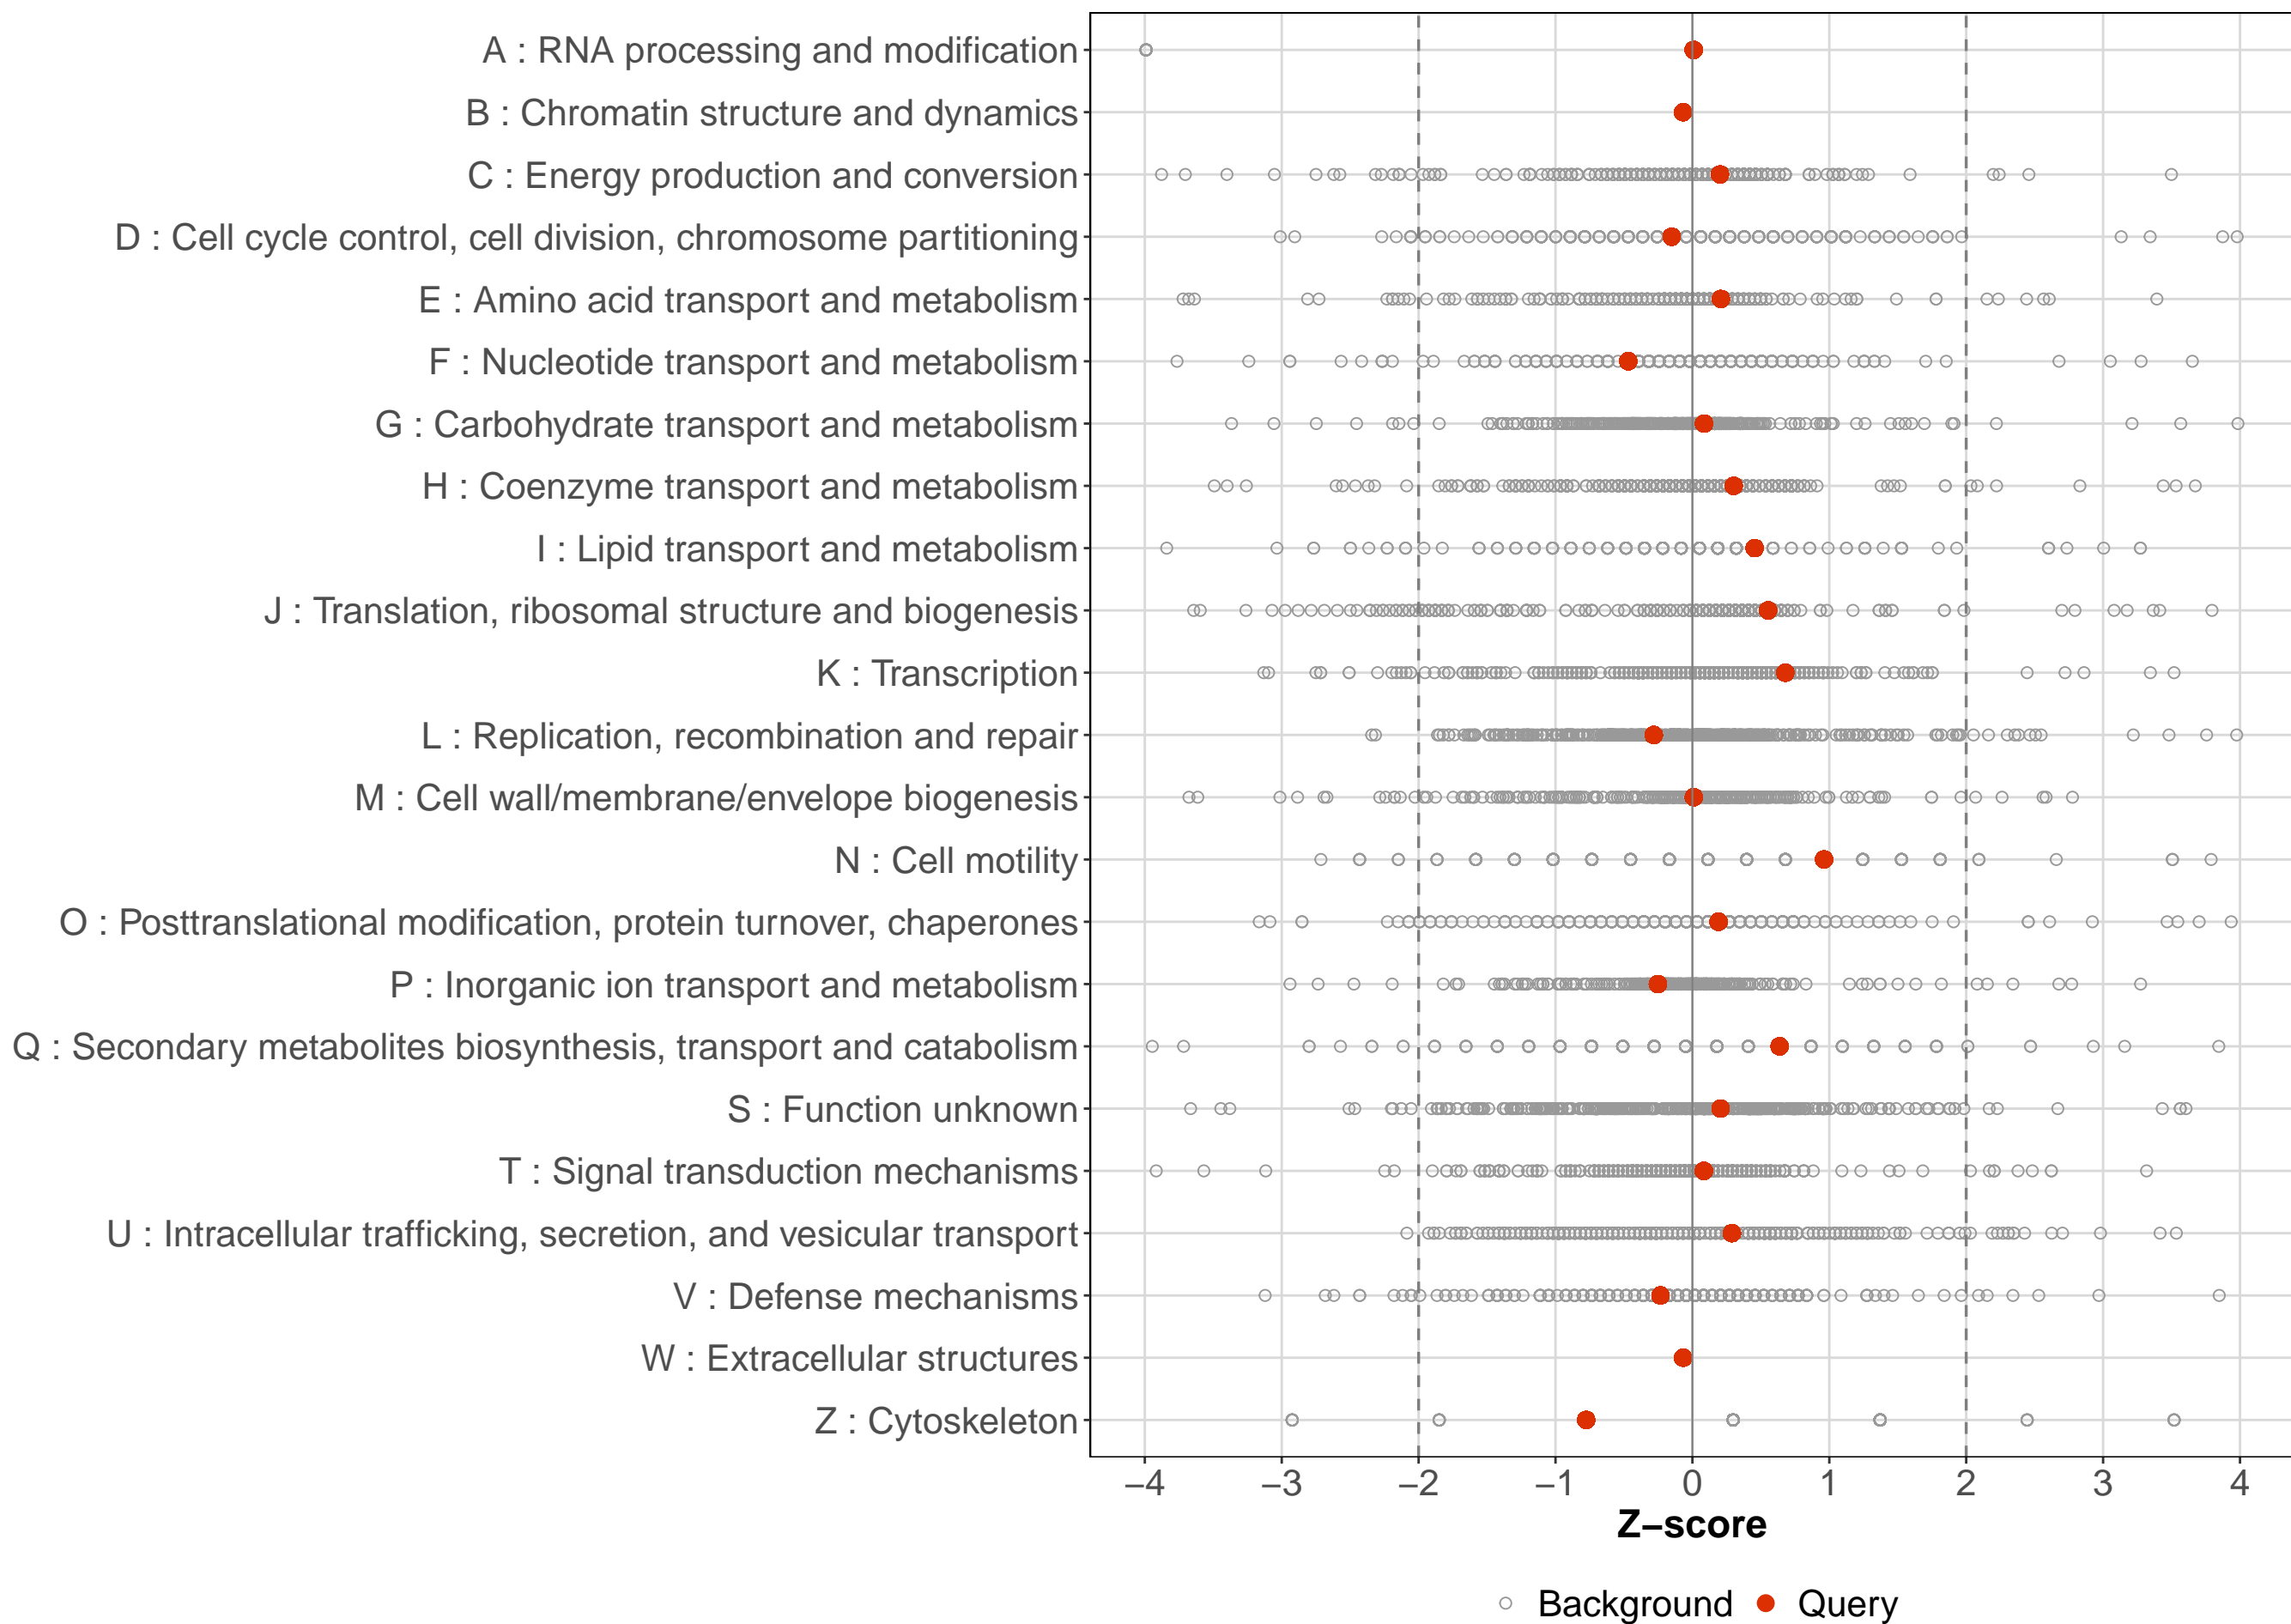 A : RNA processing and modification
B : Chromatin structure and dynamics
C : Energy production and conversion
D : Cell cycle control, cell division, chromosome partitioning
E : Amino acid transport and metabolism
F : Nucleotide transport and metabolism
G : Carbohydrate transport and metabolism
H : Coenzyme transport and metabolism
I : Lipid transport and metabolism
J : Translation, ribosomal structure and biogenesis
K : Transcription
L : Replication, recombination and repair
M : Cell wall/membrane/envelope biogenesis
N : Cell motility
O : Posttranslational modification, protein turnover, chaperones
P : Inorganic ion transport and metabolism
Q : Secondary metabolites biosynthesis, transport and catabolism
S : Function unknown
T : Signal transduction mechanisms
U : Intracellular trafficking, secretion, and vesicular transport
V : Defense mechanisms
W : Extracellular structures
Z : Cytoskeleton
−4 −3 −2 −1 0 1 2 3 4
Z−score
Background Query